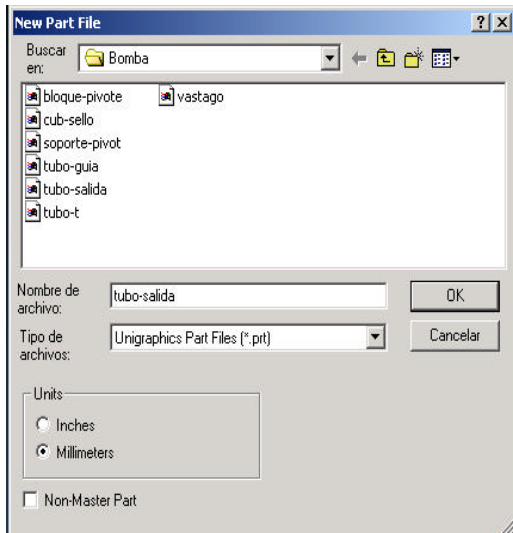 New Part File
Buscar en:
Bomba
bloque-pivote
vastago
cub-sello
soporte-pivot
tubo-guia
tubo-salida
tubo-t
Nombre de archivo:
tubo-salida
OK
Tipo de archivos:
Unigraphics Part Files (*.prt)
Cancelar
Units
Inches
Millimeters
Non-Master Part